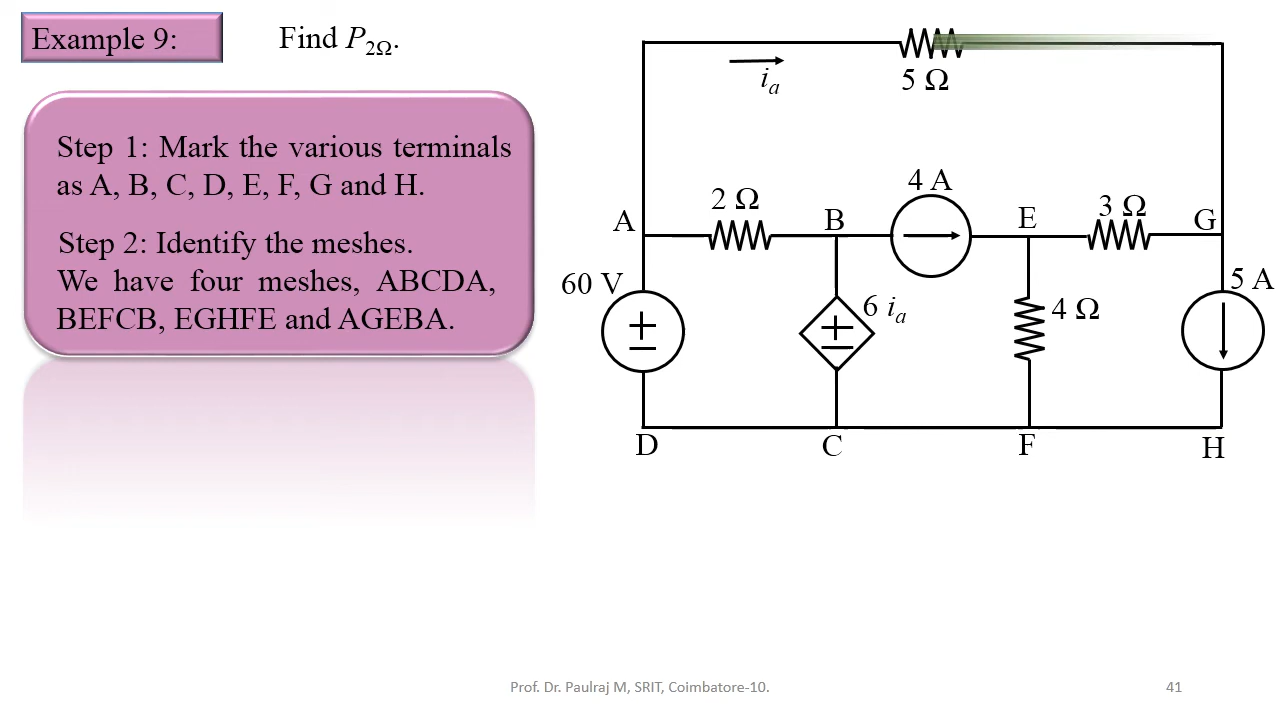 Example 9:
Find P2Ω.
Step 1: Mark the various terminals
as A, B, C, D, E, F, G and H.
Step 2: Identify the meshes.
We have four meshes, ABCDA,
BEFCB, EGHFE and AGEBA.
ia
5 Ω
4 A
2 Ω
3 Ω
A
B
E
G
60 V
6 ia
4 Ω
5 A
D
C
F
H
Prof. Dr. Paulraj M, SRIT, Coimbatore-10.
41